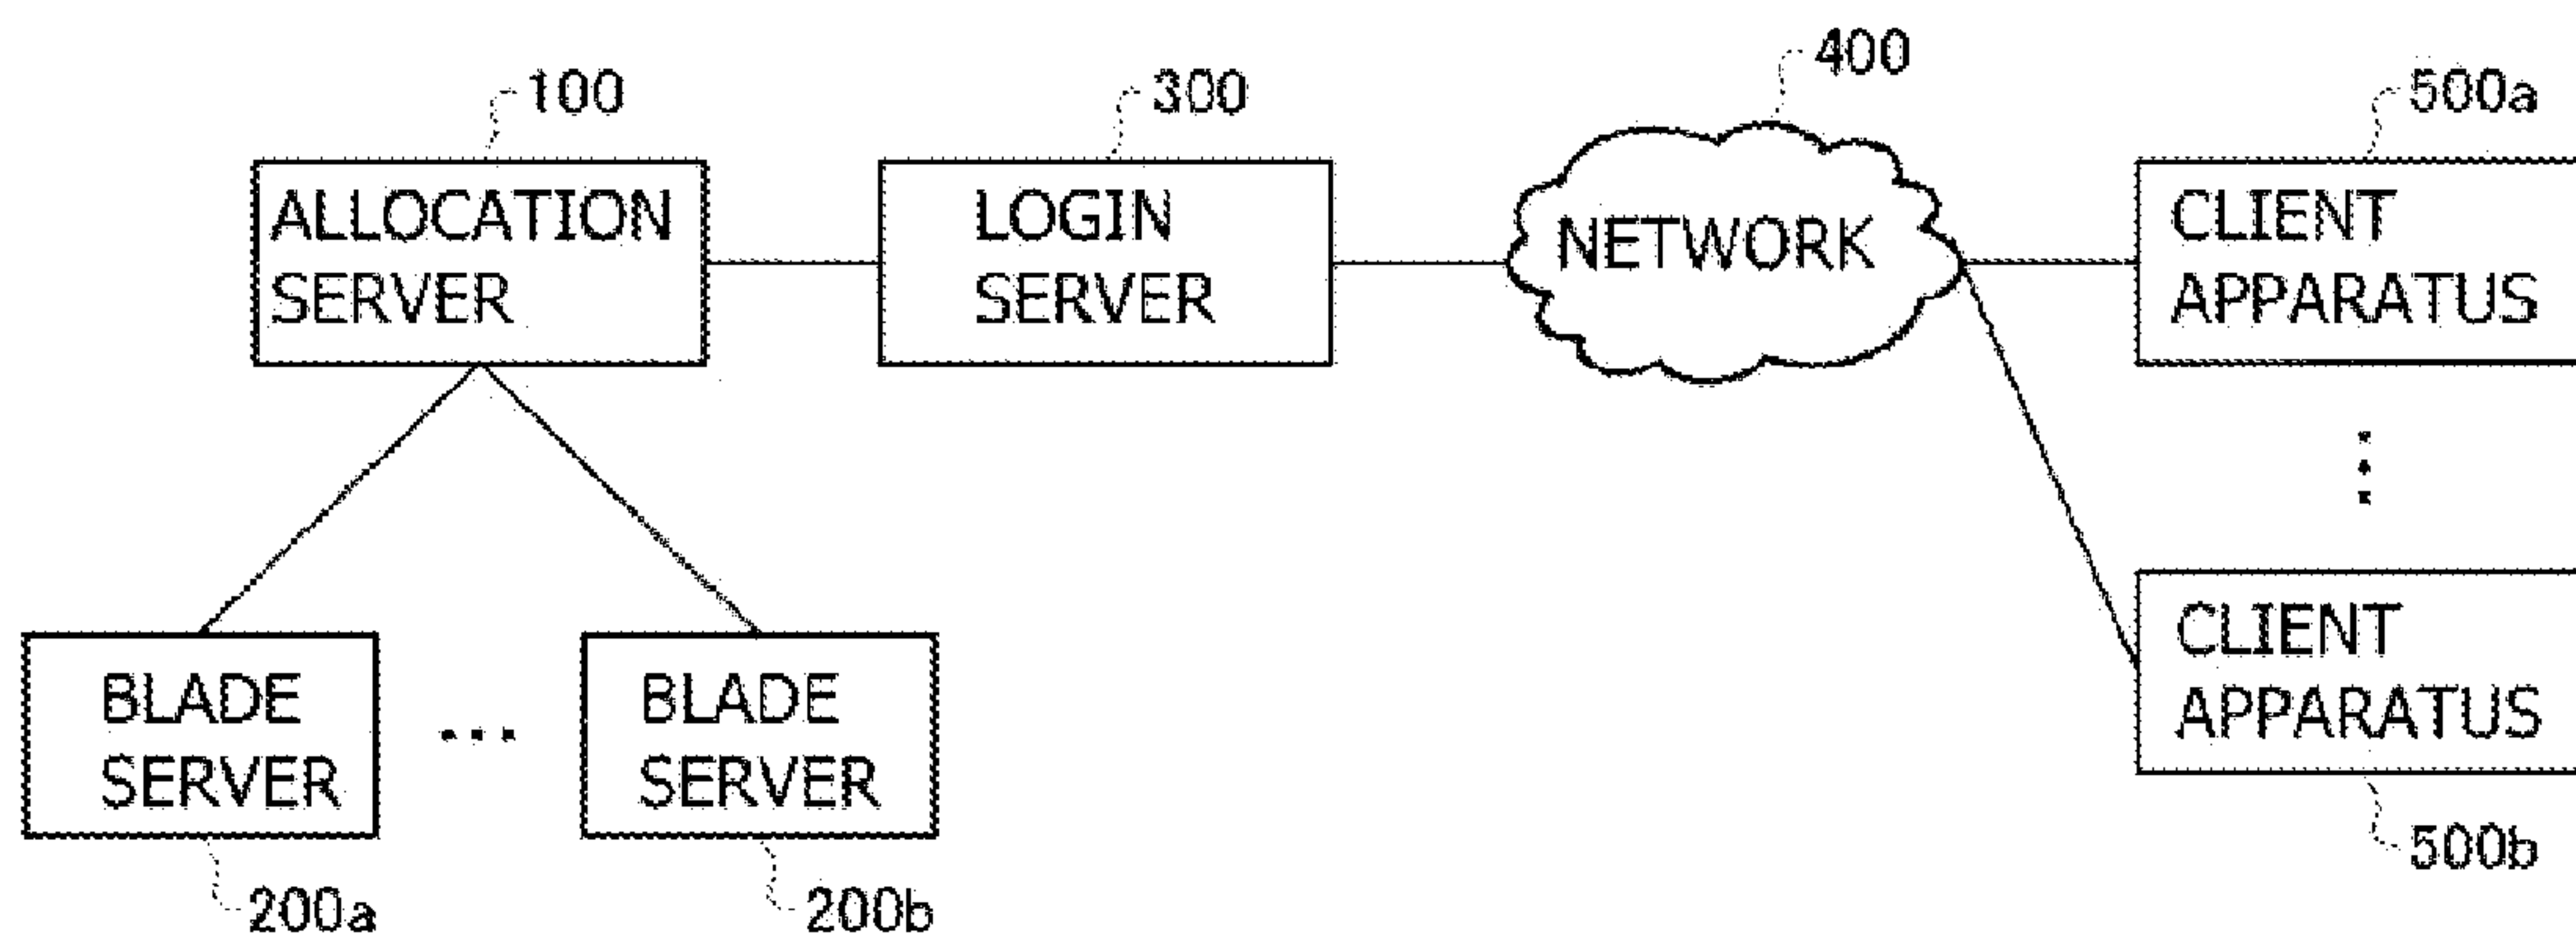 400
100
300
500a
ALLOCATION
SERVER
LOGIN
SERVER
NETWORK
CLIENT
APPARATUS
CLIENT
APPARATUS
BLADE
SERVER
BLADE
SERVER
500b
200a
200b